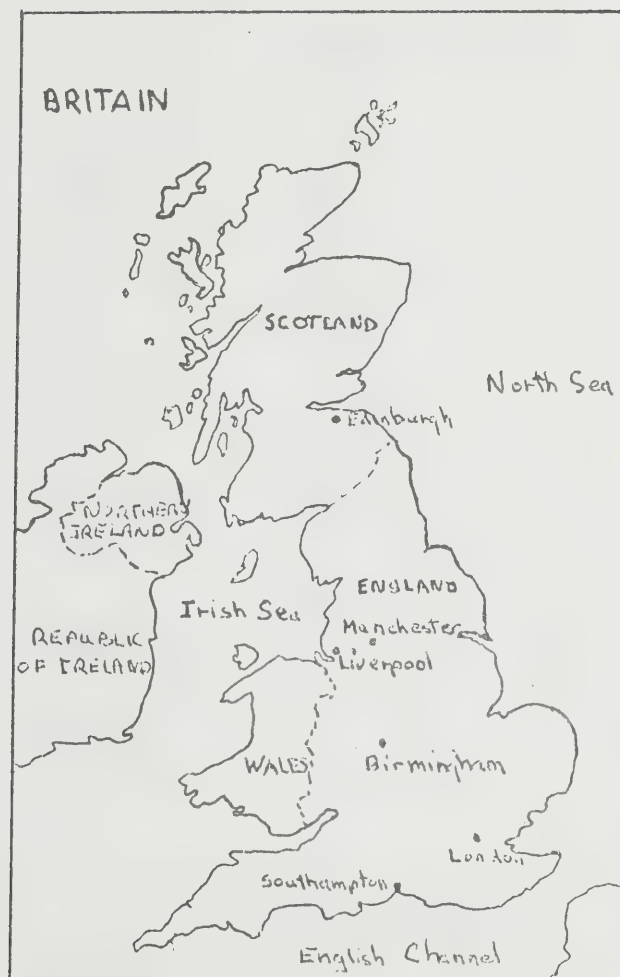 BRITAIN
SCOTLAND
North Sea
Edinburgh
NORTHERN
IRELAND
ENGLAND
Irish Sea
Manchester
REPUBLIK
OF IRELAND
Liverpool
WALES
Birmingham
London
Southampton
English Channel